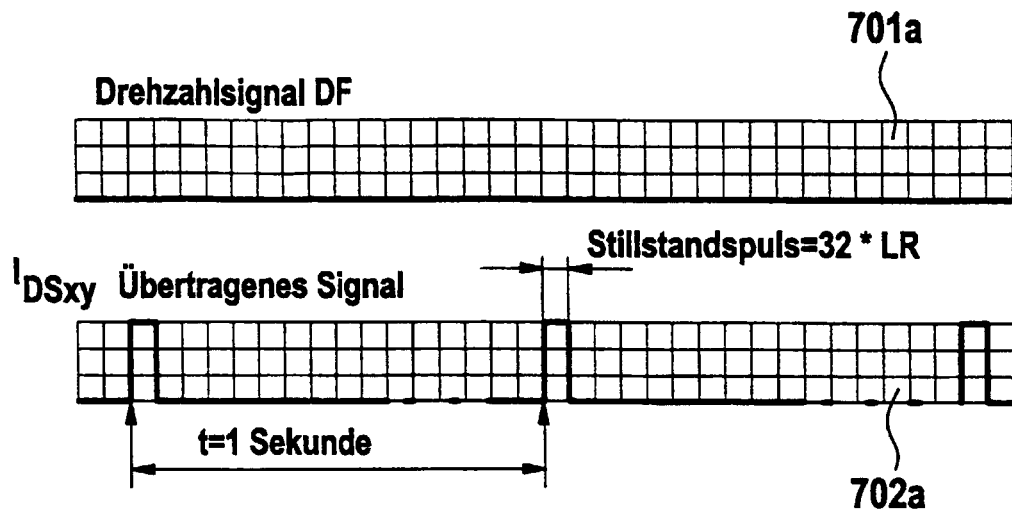 701a
Drehzahlsignal DF
Stillstandspuls=32 * LR
IDSxy Übertragenes Signal
t=1 Sekunde
702a